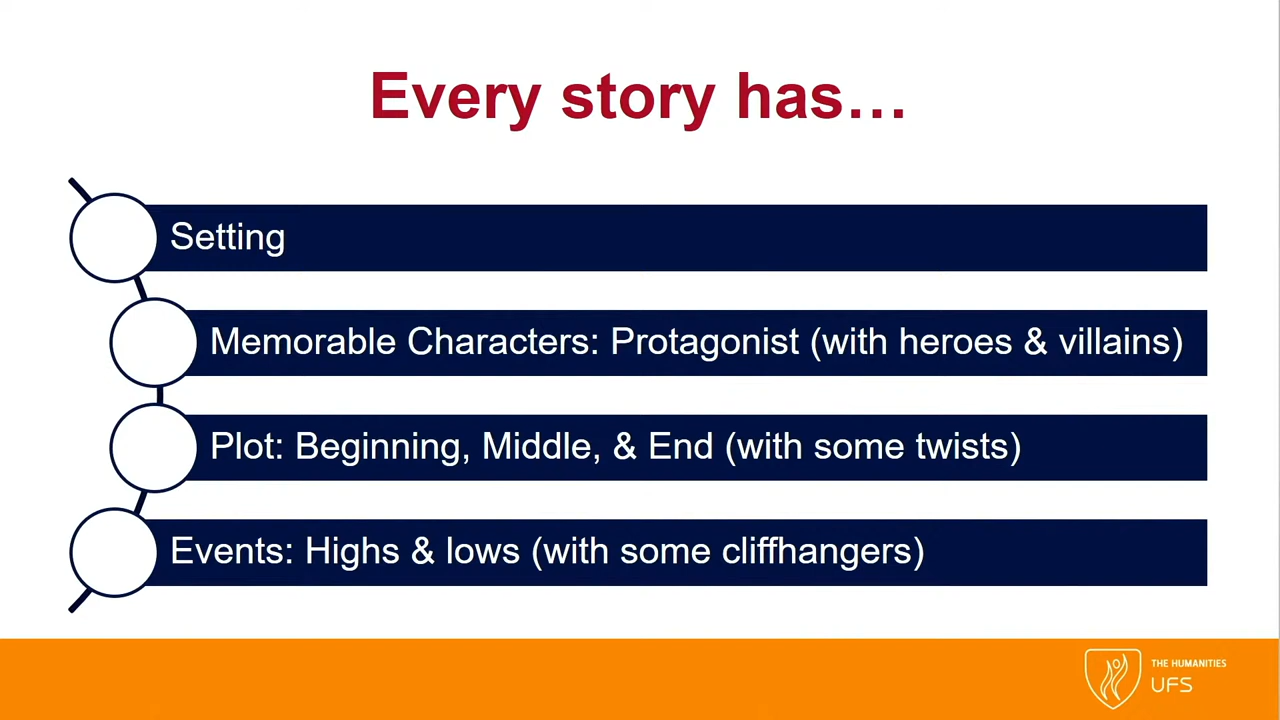 Every story has…
Setting
Memorable Characters: Protagonist (with heroes & villains)
Plot: Beginning, Middle, & End (with some twists)
Events: Highs & lows (with some cliffhangers)
THE HUMANITIES
UFS